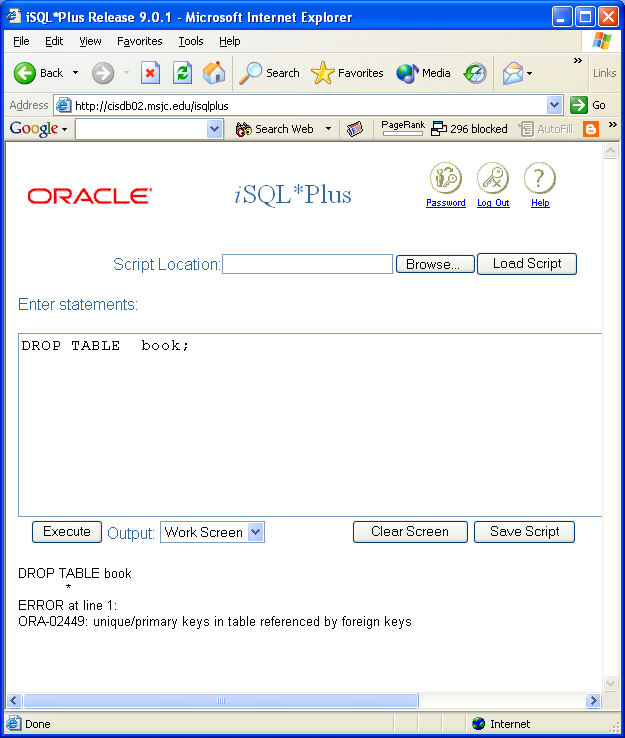 iSQL*Plus Release 9.0.1 - Microsoft Internet Explorer
File Edit View Favorites Tools Help
Back Search Favorites Media » Links
Address http://cisdb02.msjc.edu/isqlplus Go
Google Search Web PageRank 296 blocked AutoFill »
ORACLE iSQL*Plus
Password Log Out Help
Script Location: Browse... Load Script
Enter statements:
DROP TABLE  book;
Execute Output: Work Screen Clear Screen Save Script
DROP TABLE book
*
ERROR at line 1:
ORA-02449: unique/primary keys in table referenced by foreign keys
Done Internet